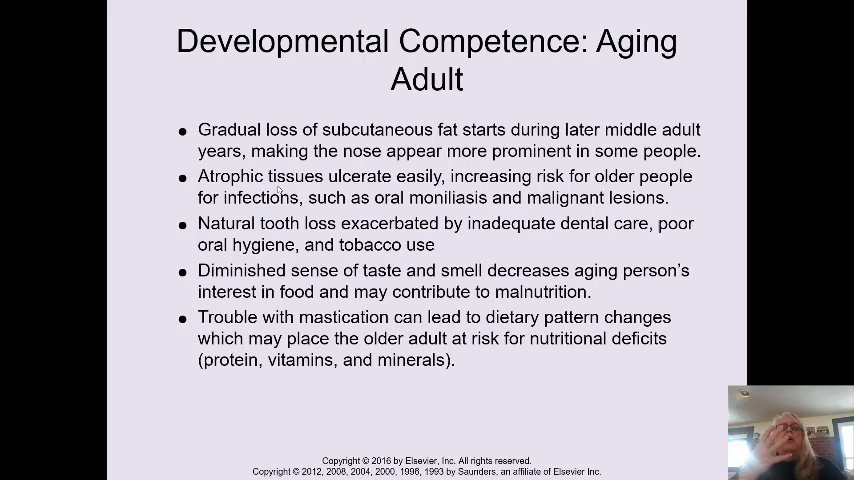 Developmental Competence: Aging
Adult
● Gradual loss of subcutaneous fat starts during later middle adult
years, making the nose appear more prominent in some people.
● Atrophic tissues ulcerate easily, increasing risk for older people
for infections, such as oral moniliasis and malignant lesions.
● Natural tooth loss exacerbated by inadequate dental care, poor
oral hygiene, and tobacco use
● Diminished sense of taste and smell decreases aging person's
interest in food and may contribute to malnutrition.
● Trouble with mastication can lead to dietary pattern changes
which may place the older adult at risk for nutritional deficits
(protein, vitamins, and minerals).
Copyright © 2016 by Elsevier, Inc. All rights reserved.
Copyright © 2012, 2008, 2004, 2000, 1996, 1993 by Saunders, an affiliate of Elsevier Inc.